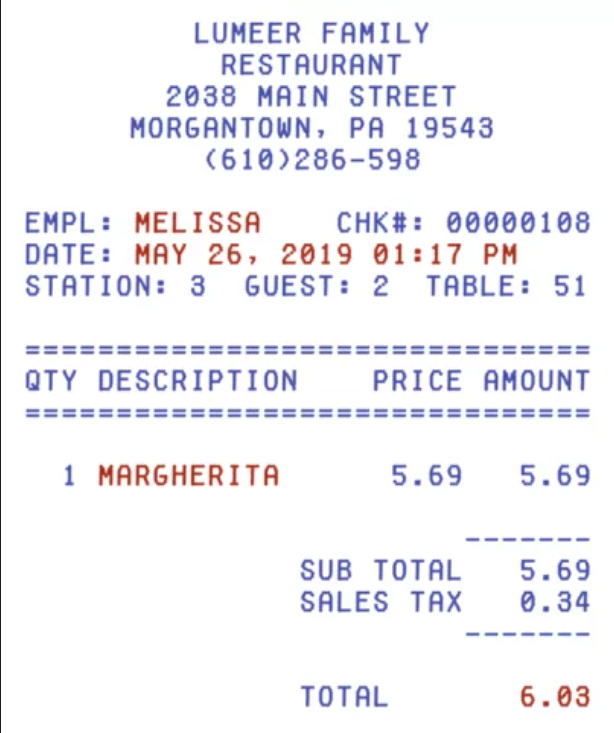 LUMEER FAMILY
RESTAURANT
2038 MAIN STREET
MORGANTOWN, PA 19543
(610)286-598
EMPL: MELISSA CHK#: 00000108
DATE: MAY 26, 2019 01:17 PM
STATION: 3 GUEST: 2 TABLE: 51
===============================
QTY DESCRIPTION PRICE AMOUNT
===============================
1 MARGHERITA 5.69 5.69
-------
SUB TOTAL 5.69
SALES TAX 0.34
-------
TOTAL 6.03